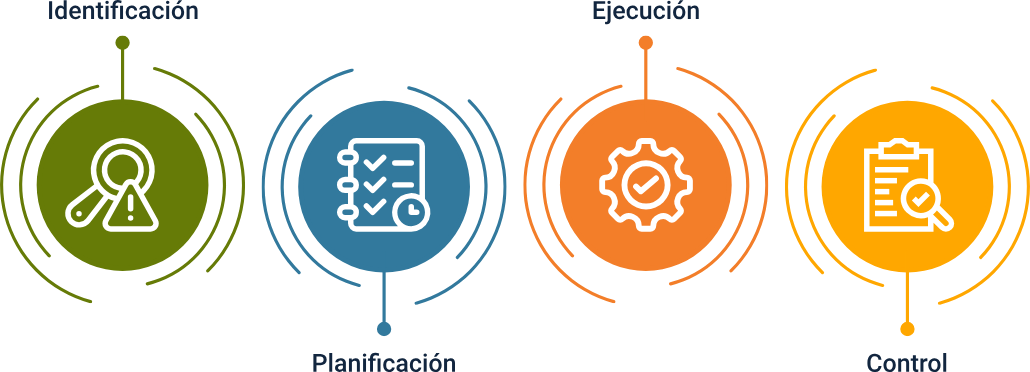 Identificación
Planificación
Ejecución
Control